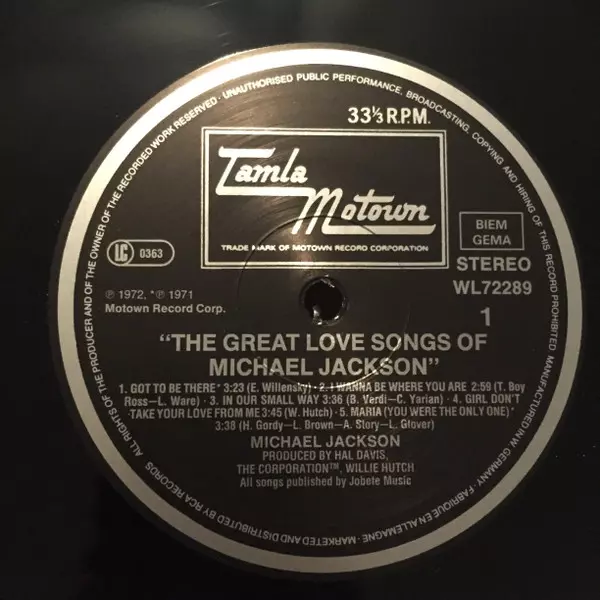 ALL RIGHTS OF THE PRODUCER AND OF THE OWNER OF THE RECORDED WORK RESERVED · UNAUTHORISED PUBLIC PERFORMANCE, BROADCASTING, COPYING AND HIRING OF THIS RECORD PROHIBITED. MANUFACTURED IN W. GERMANY · FABRIQUE EN ALLEMAGNE · MARKETED AND DISTRIBUTED BY RCA RECORDS
33⅓ R.P.M.
Tamla
Motown
TRADE MARK OF MOTOWN RECORD CORPORATION
LC 0363
BIEM
GEMA
STEREO
WL72289
℗ 1972, *℗ 1971
Motown Record Corp.
1
"THE GREAT LOVE SONGS OF
MICHAEL JACKSON"
1. GOT TO BE THERE* 3:23 (E. Willensky) · 2. I WANNA BE WHERE YOU ARE 2:59 (T. Boy
Ross–L. Ware) · 3. IN OUR SMALL WAY 3:36 (B. Verdi–C. Yarian) · 4. GIRL DON'T
TAKE YOUR LOVE FROM ME 3:45 (W. Hutch) · 5. MARIA (YOU WERE THE ONLY ONE)*
3:38 (H. Gordy–L. Brown–A. Story–L. Glover)
MICHAEL JACKSON
PRODUCED BY HAL DAVIS,
THE CORPORATION™, WILLIE HUTCH
All songs published by Jobete Music